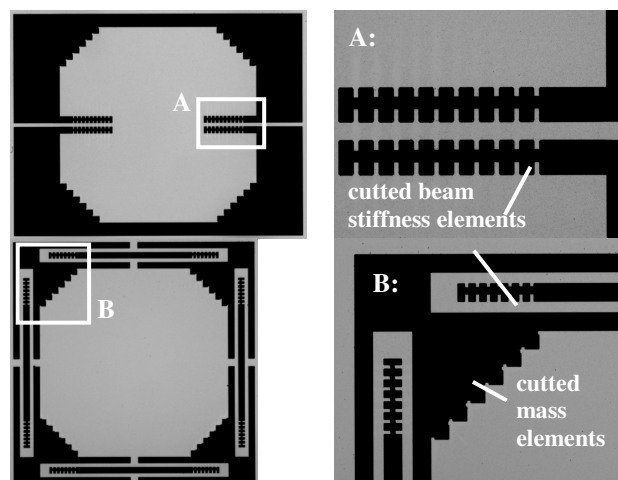 A
A:
cutted beam
stiffness elements
B
B:
cutted
mass
elements